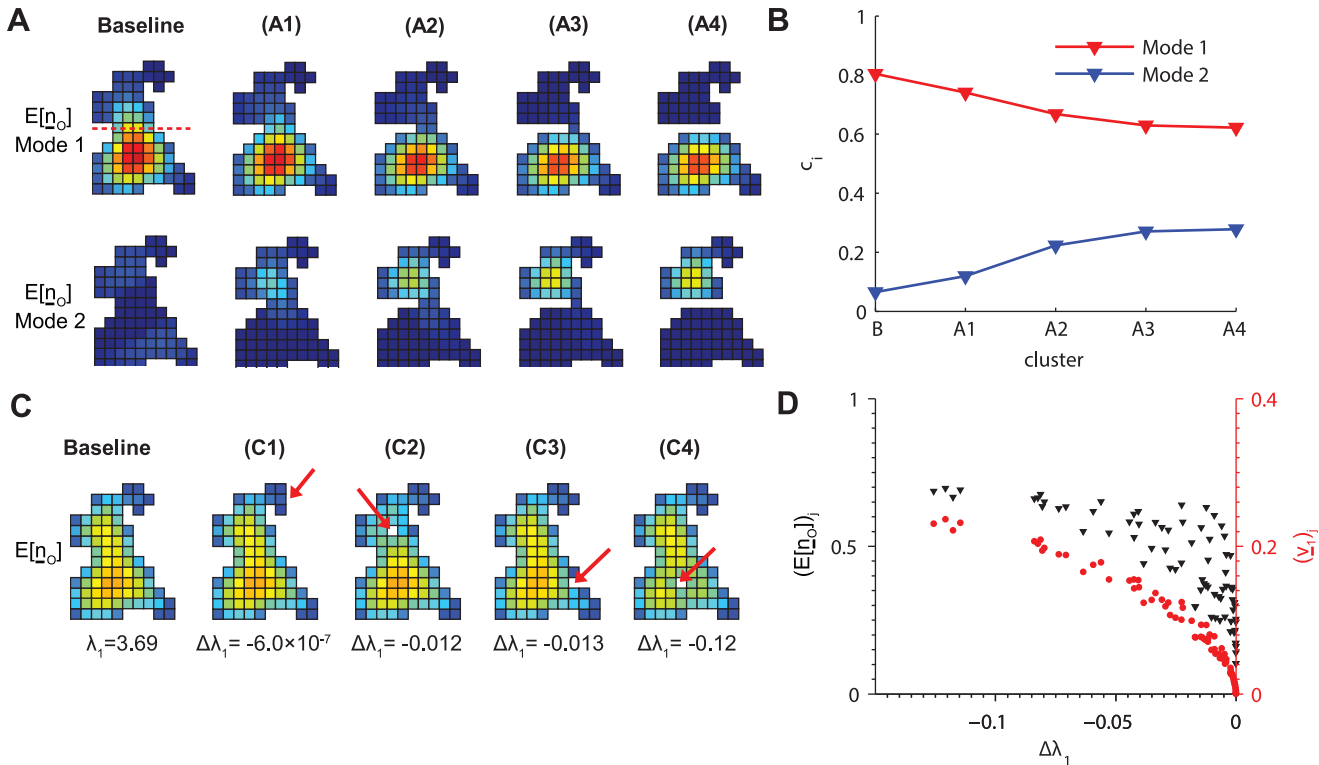 A
Baseline (A1) (A2) (A3) (A4)
E[n_O]
Mode 1
E[n_O]
Mode 2
B
1
0.8
0.6
0.4
0.2
0
c_i
Mode 1
Mode 2
B A1 A2 A3 A4
cluster
C
Baseline (C1) (C2) (C3) (C4)
E[n_O]
λ₁=3.69 Δλ₁= -6.0×10⁻⁷ Δλ₁= -0.012 Δλ₁= -0.013 Δλ₁= -0.12
D
1 0.4
0.5 0.2
0 0
(E[n_O])_j
(v_1)_j
−0.1 −0.05 0
Δλ₁